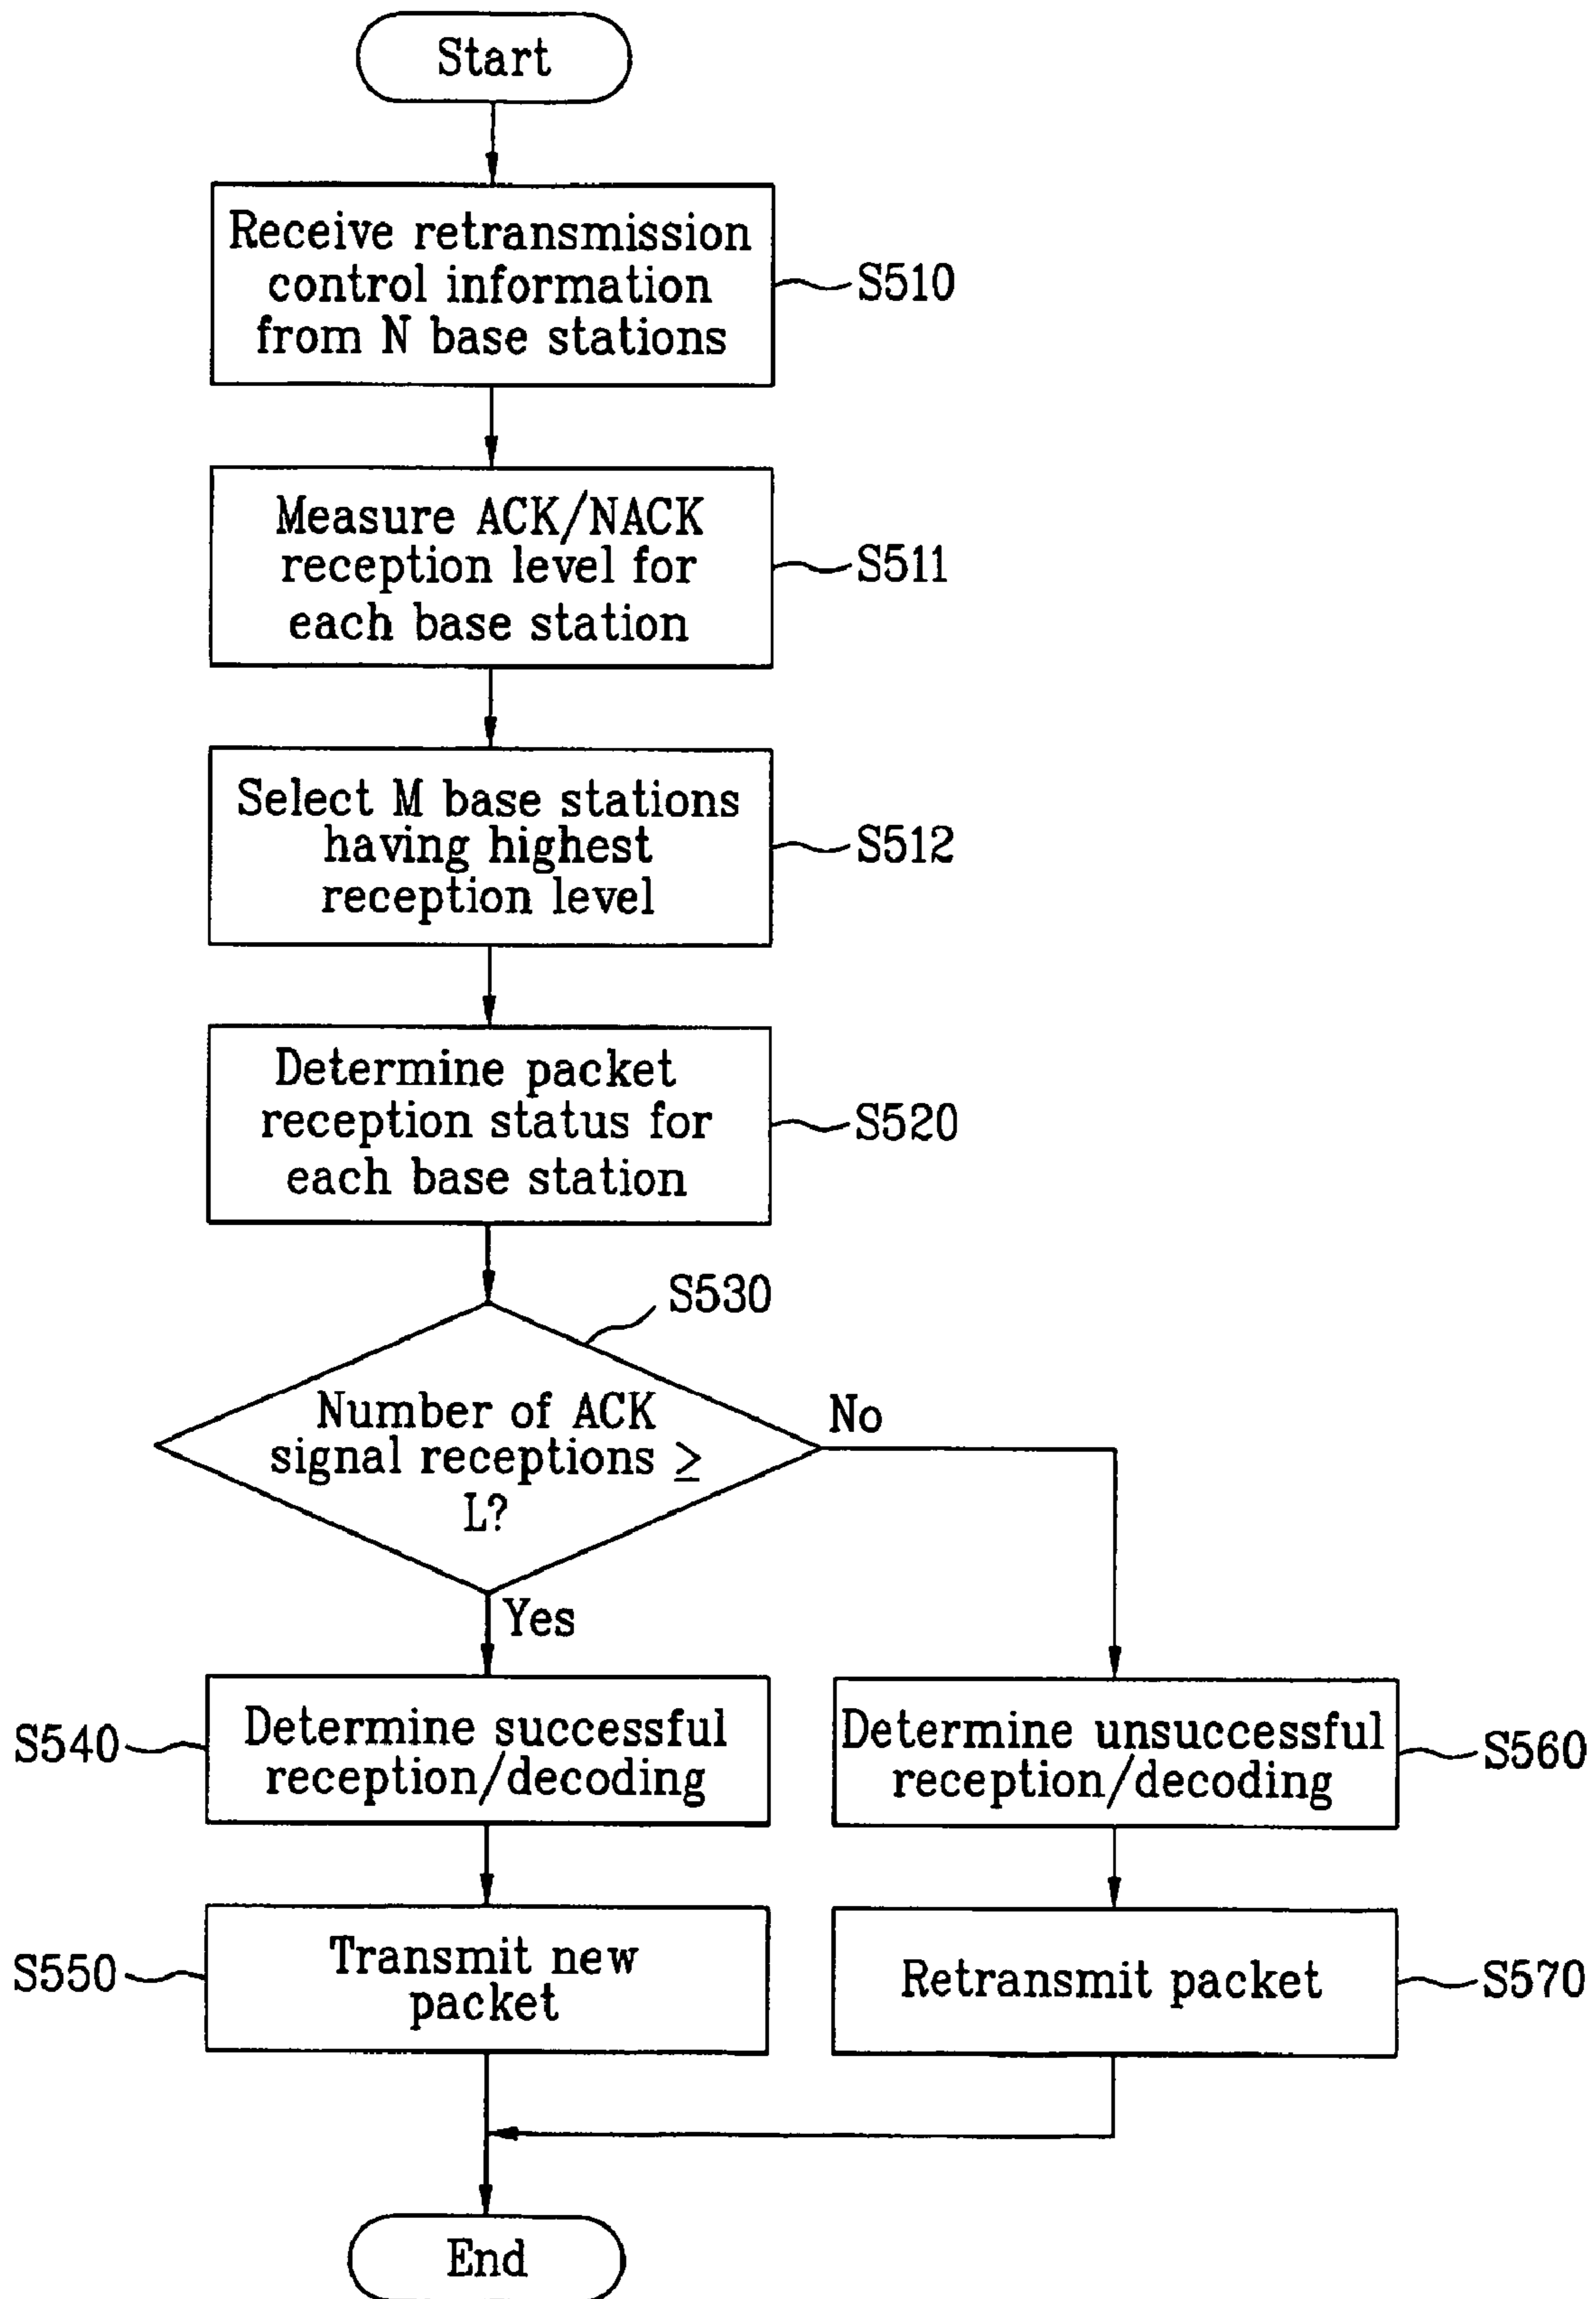 Start
Receive retransmission
control information
from N base stations
S510
Measure ACK/NACK
reception level for
each base station
S511
Select M base stations
having highest
reception level
S512
Determine packet
reception status for
each base station
S520
S530
Number of ACK
signal receptions ≥
L?
No
Yes
S540
Determine successful
reception/decoding
Determine unsuccessful
reception/decoding
S560
S550
Transmit new
packet
Retransmit packet
S570
End